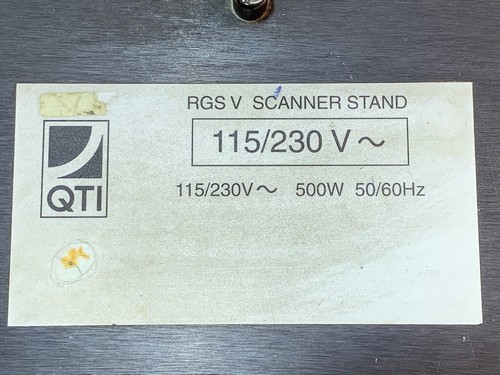 RGS V SCANNER STAND
115/230 V ~
QTI
115/230V ~ 500W 50/60Hz